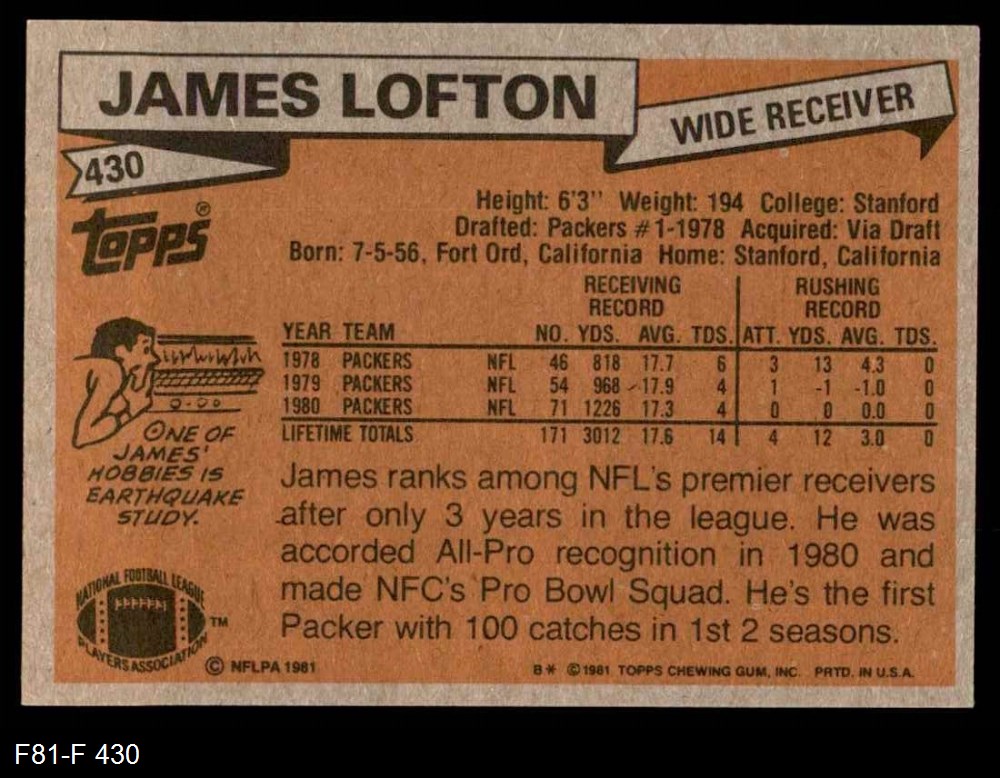 JAMES LOFTON
WIDE RECEIVER
430
Topps®
Height: 6'3" Weight: 194 College: Stanford
Drafted: Packers #1-1978 Acquired: Via Draft
Born: 7-5-56, Fort Ord, California Home: Stanford, California
RECEIVING RECORD RUSHING RECORD
YEAR TEAM NO. YDS. AVG. TDS. ATT. YDS. AVG. TDS.
1978 PACKERS NFL 46 818 17.7 6 3 13 4.3 0
1979 PACKERS NFL 54 968 17.9 4 1 -1 -1.0 0
1980 PACKERS NFL 71 1226 17.3 4 0 0 0.0 0
LIFETIME TOTALS 171 3012 17.6 14 4 12 3.0 0
ONE OF
JAMES'
HOBBIES IS
EARTHQUAKE
STUDY.
James ranks among NFL's premier receivers
after only 3 years in the league. He was
accorded All-Pro recognition in 1980 and
made NFC's Pro Bowl Squad. He's the first
Packer with 100 catches in 1st 2 seasons.
NATIONAL FOOTBALL LEAGUE
PLAYERS ASSOCIATION
TM
© NFLPA 1981
B* © 1981 TOPPS CHEWING GUM, INC. PRTD. IN U.S.A.
F81-F 430